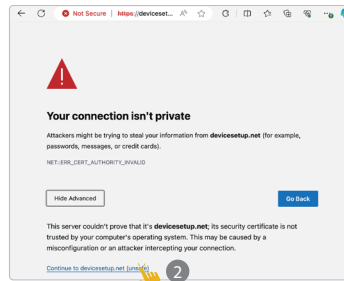 Not Secure | https://deviceset...
Your connection isn't private
Attackers might be trying to steal your information from devicesetup.net (for example,
passwords, messages, or credit cards).
NET::ERR_CERT_AUTHORITY_INVALID
Hide Advanced
Go Back
This server couldn't prove that it's devicesetup.net; its security certificate is not
trusted by your computer's operating system. This may be caused by a
misconfiguration or an attacker intercepting your connection.
Continue to devicesetup.net (unsafe)
2